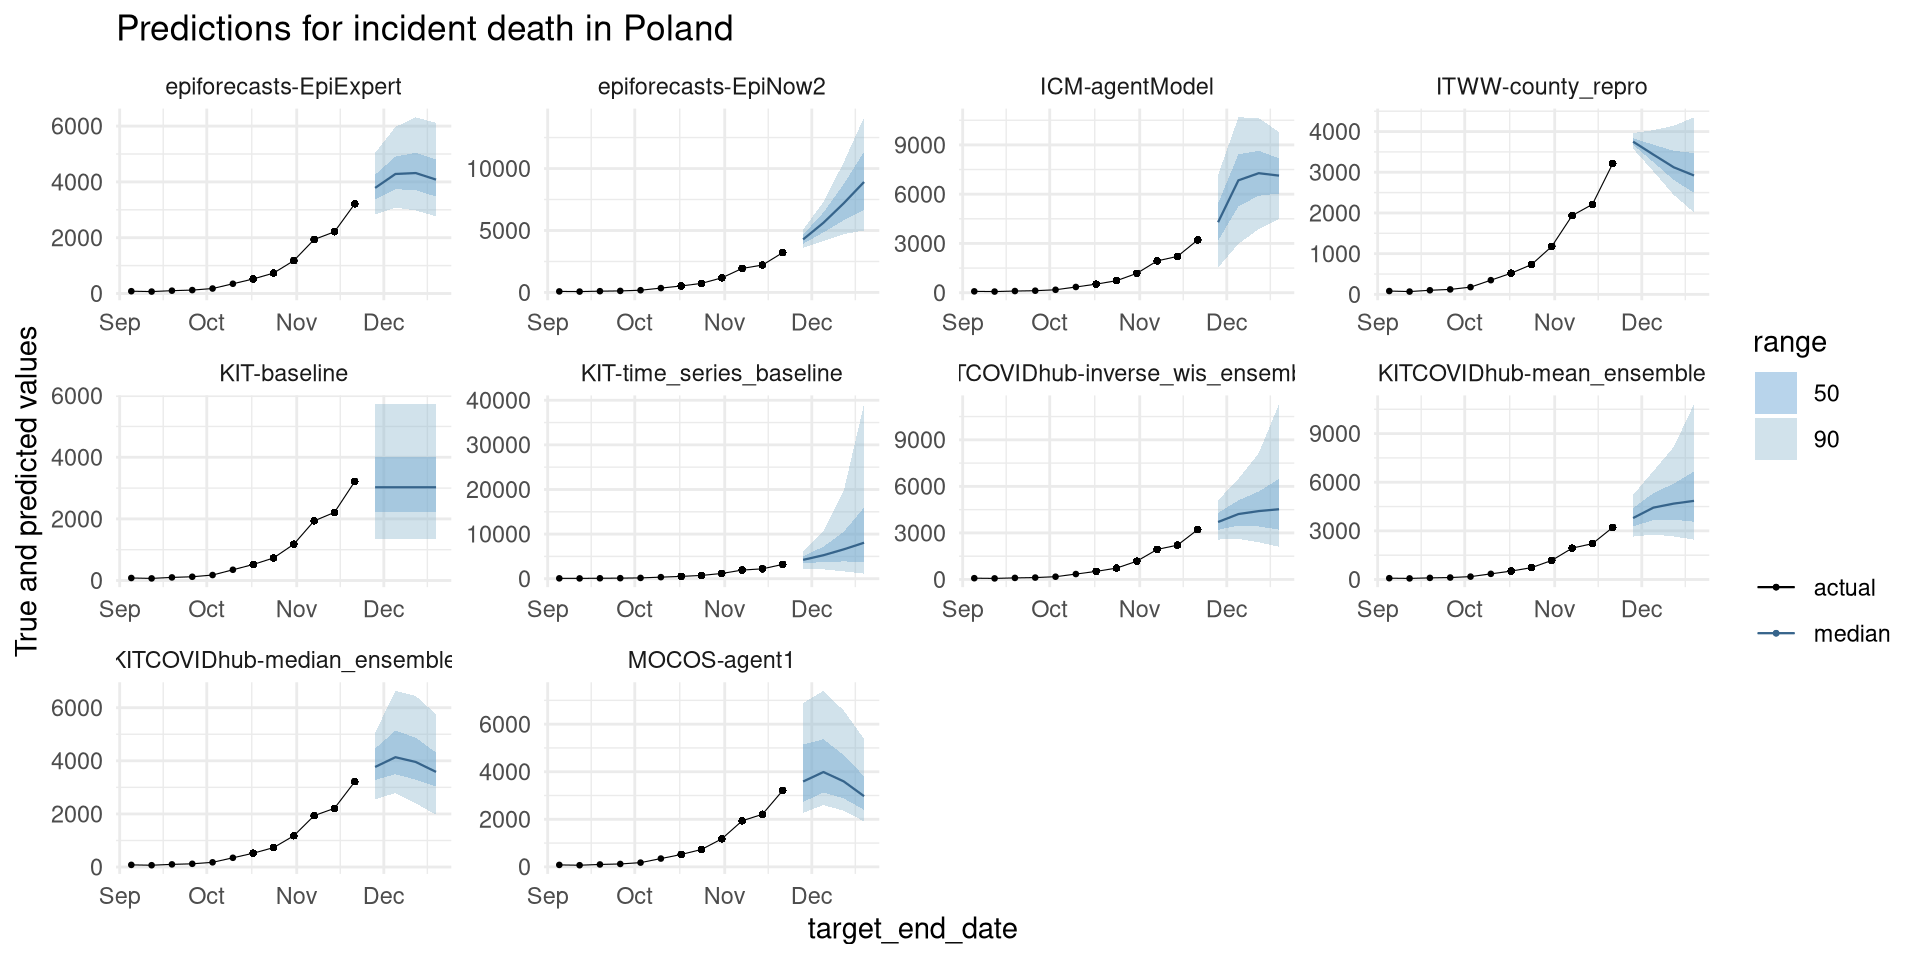 Predictions for incident death in Poland
True and predicted values
epiforecasts-EpiExpert
6000
4000
2000
0
Sep Oct Nov Dec
epiforecasts-EpiNow2
10000
5000
0
Sep Oct Nov Dec
ICM-agentModel
9000
6000
3000
0
Sep Oct Nov Dec
ITWW-county_repro
4000
3000
2000
1000
0
Sep Oct Nov Dec
KIT-baseline
6000
4000
2000
0
Sep Oct Nov Dec
KIT-time_series_baseline
40000
30000
20000
10000
0
Sep Oct Nov Dec
TCOVIDhub-inverse_wis_ensemb
9000
6000
3000
0
Sep Oct Nov Dec
KITCOVIDhub-mean_ensemble
9000
6000
3000
0
Sep Oct Nov Dec
KITCOVIDhub-median_ensemble
6000
4000
2000
0
Sep Oct Nov Dec
MOCOS-agent1
6000
4000
2000
0
Sep Oct Nov Dec
target_end_date
range
50
90
actual
median